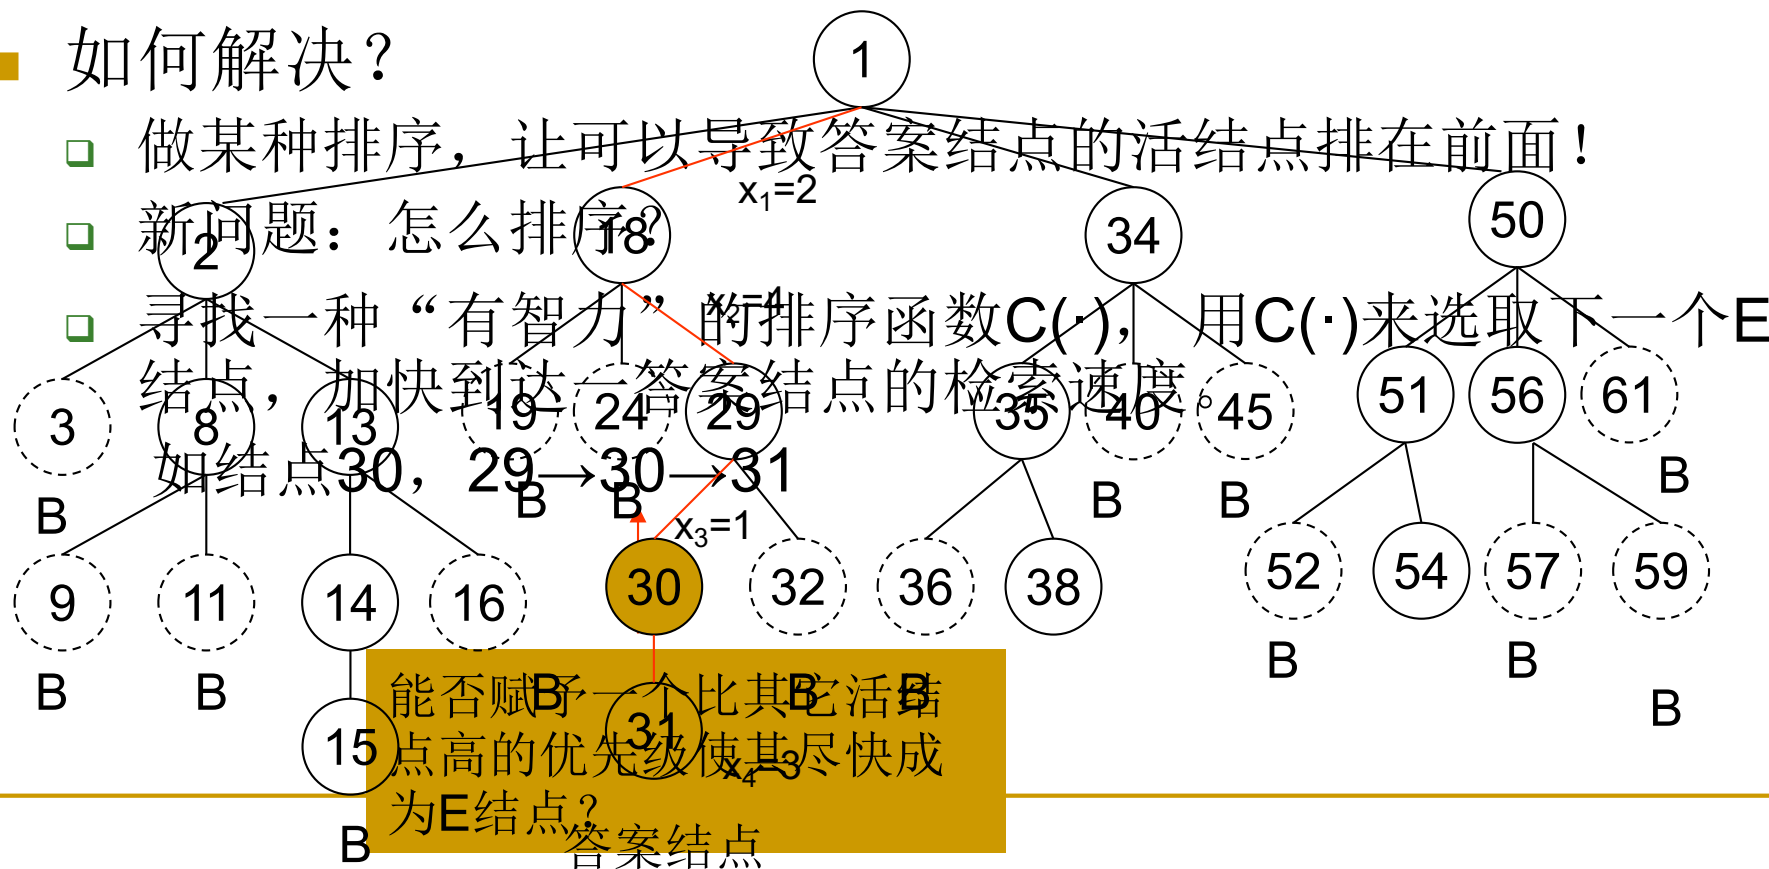 如何解决？
1
做某种排序，让可以导致答案结点的活结点排在前面！
x₁=2
新问题：怎么排序？
2
18
34
50
x₂=4
寻找一种“有智力”的排序函数C(·)，用C(·)来选取下一个E
结点，加快到达一答案结点的检索速度。
3
8
13
19
24
29
35
40
45
51
56
61
如结点30，29→30→31
B
B
B
B
B
B
x₃=1
9
11
14
16
30
32
36
38
52
54
57
59
B
B
B
B
B
B
B
B
能否赋予一个比其它活结
点高的优先级使其尽快成
为E结点？
15
31
x₄=3
B
答案结点